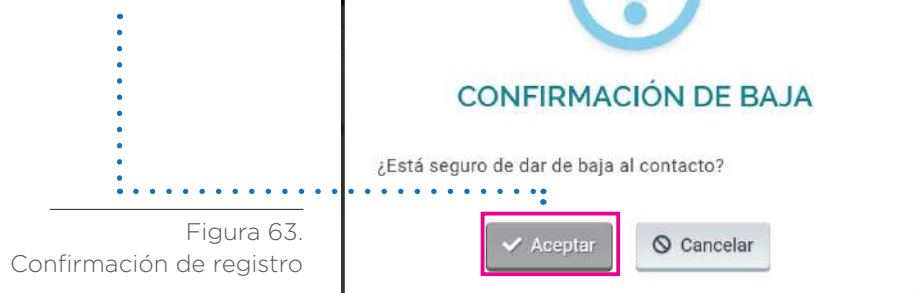 CONFIRMACIÓN DE BAJA
¿Está seguro de dar de baja al contacto?
Aceptar
Cancelar
Figura 63.
Confirmación de registro